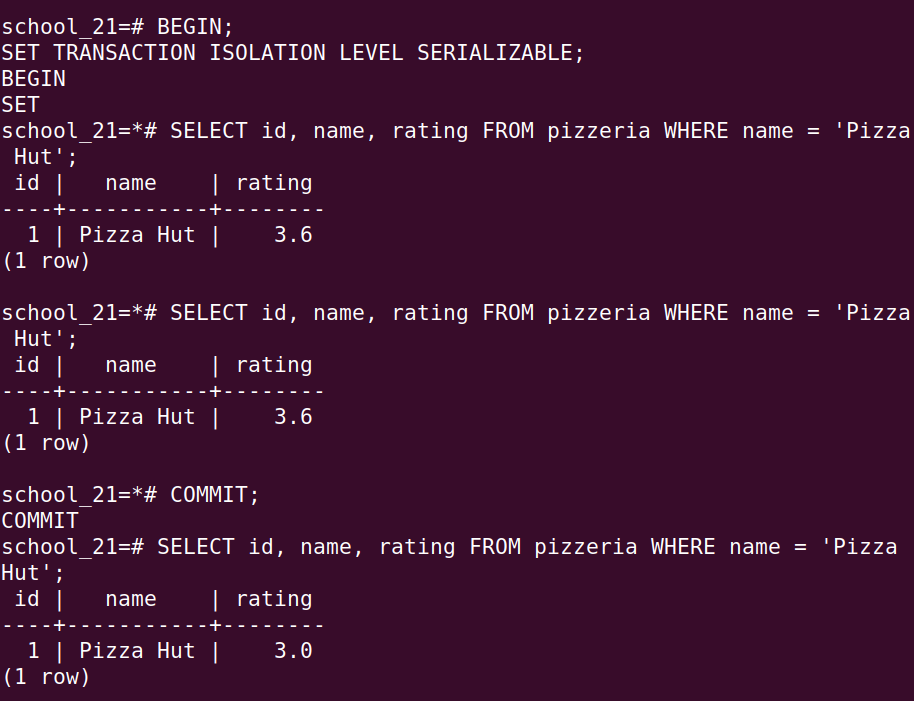 school_21=# BEGIN;
SET TRANSACTION ISOLATION LEVEL SERIALIZABLE;
BEGIN
SET
school_21=*# SELECT id, name, rating FROM pizzeria WHERE name = 'Pizza
 Hut';
 id |   name    | rating
----+-----------+--------
  1 | Pizza Hut |    3.6
(1 row)

school_21=*# SELECT id, name, rating FROM pizzeria WHERE name = 'Pizza
 Hut';
 id |   name    | rating
----+-----------+--------
  1 | Pizza Hut |    3.6
(1 row)

school_21=*# COMMIT;
COMMIT
school_21=# SELECT id, name, rating FROM pizzeria WHERE name = 'Pizza
Hut';
 id |   name    | rating
----+-----------+--------
  1 | Pizza Hut |    3.0
(1 row)